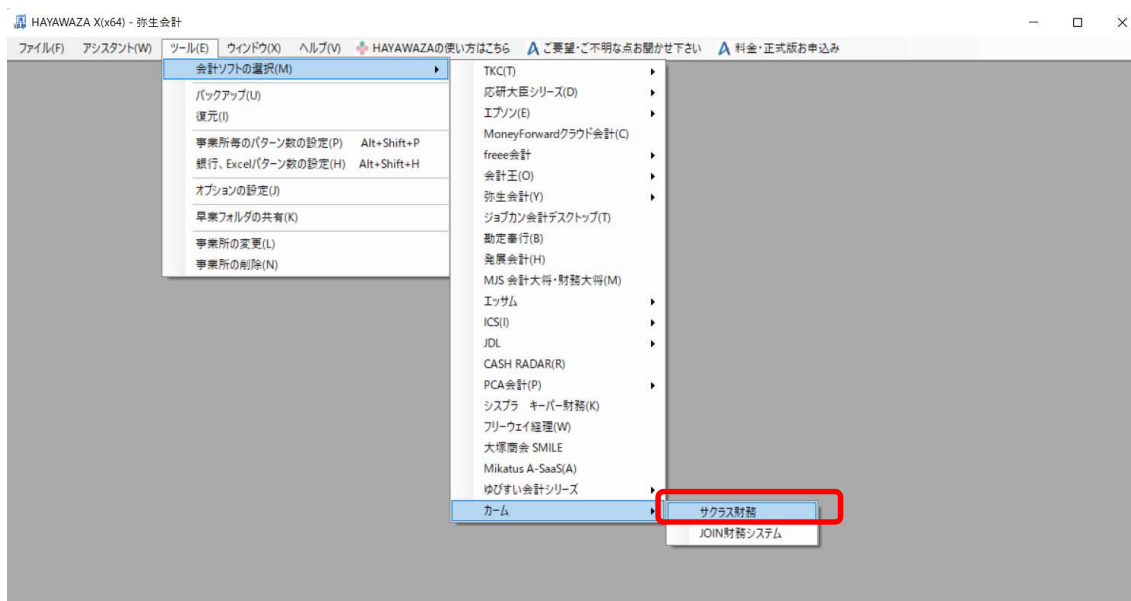 HAYAWAZA X(x64) - 弥生会計
ファイル(F) アシスタント(W) ツール(E) ウィンドウ(X) ヘルプ(V) HAYAWAZAの使い方はこちら ご要望・ご不明な点お聞かせ下さい 料金・正式版お申込み
会計ソフトの選択(M)
バックアップ(U)
復元(I)
事業所毎のパターン数の設定(P) Alt+Shift+P
銀行、Excelパターン数の設定(H) Alt+Shift+H
オプションの設定(J)
早業フォルダの共有(K)
事業所の変更(L)
事業所の削除(N)
TKC(T)
応研大臣シリーズ(D)
エプソン(E)
MoneyForwardクラウド会計(C)
freee会計
会計王(O)
弥生会計(Y)
ジョブカン会計デスクトップ(T)
勘定奉行(B)
発展会計(H)
MJS 会計大将・財務大将(M)
エッサム
ICS(I)
JDL
CASH RADAR(R)
PCA会計(P)
シスプラ キーパー財務(K)
フリーウェイ経理(W)
大塚商会 SMILE
Mikatus A-SaaS(A)
ゆびすい会計シリーズ
カーム
サクラス財務
JOIN財務システム